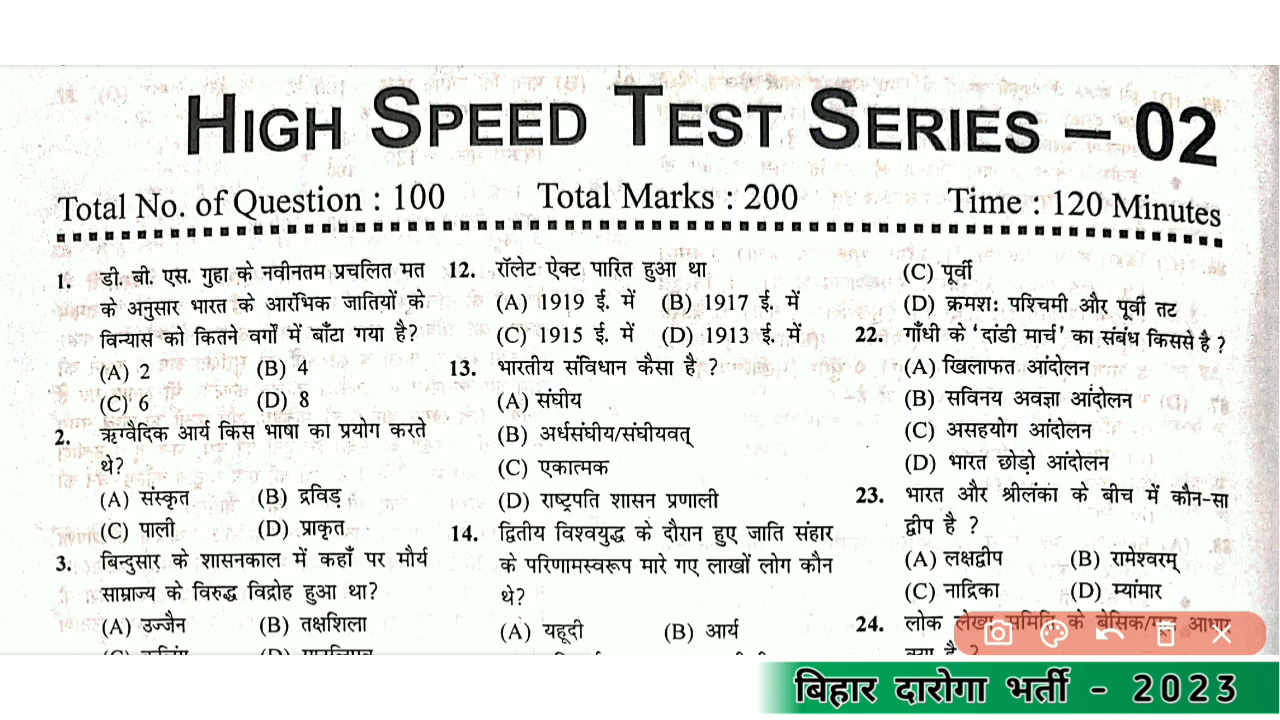 HIGH SPEED TEST SERIES – 02
Total No. of Question : 100 Total Marks : 200 Time : 120 Minutes
1. डी. बी. एस. गुहा के नवीनतम प्रचलित मत
के अनुसार भारत के आरंभिक जातियों के
विन्यास को कितने वर्गों में बाँटा गया है?
(A) 2 (B) 4
(C) 6 (D) 8
2. ऋग्वैदिक आर्य किस भाषा का प्रयोग करते
थे?
(A) संस्कृत (B) द्रविड़
(C) पाली (D) प्राकृत
3. बिन्दुसार के शासनकाल में कहाँ पर मौर्य
साम्राज्य के विरुद्ध विद्रोह हुआ था?
(A) उज्जैन (B) तक्षशिला
12. रॉलेट ऐक्ट पारित हुआ था
(A) 1919 ई. में (B) 1917 ई. में
(C) 1915 ई. में (D) 1913 ई. में
13. भारतीय संविधान कैसा है ?
(A) संघीय
(B) अर्धसंघीय/संघीयवत्
(C) एकात्मक
(D) राष्ट्रपति शासन प्रणाली
14. द्वितीय विश्वयुद्ध के दौरान हुए जाति संहार
के परिणामस्वरूप मारे गए लाखों लोग कौन
थे?
(A) यहूदी (B) आर्य
(C) पूर्वी
(D) क्रमशः पश्चिमी और पूर्वी तट
22. गाँधी के ‘दांडी मार्च’ का संबंध किससे है ?
(A) खिलाफत आंदोलन
(B) सविनय अवज्ञा आंदोलन
(C) असहयोग आंदोलन
(D) भारत छोड़ो आंदोलन
23. भारत और श्रीलंका के बीच में कौन-सा
द्वीप है ?
(A) लक्षद्वीप (B) रामेश्वरम्
(C) नाद्रिका (D) म्यांमार
24. लोक लेखा समिति के बेसिक/मूल आधार
क्या है ?
बिहार दारोगा भर्ती - 2023